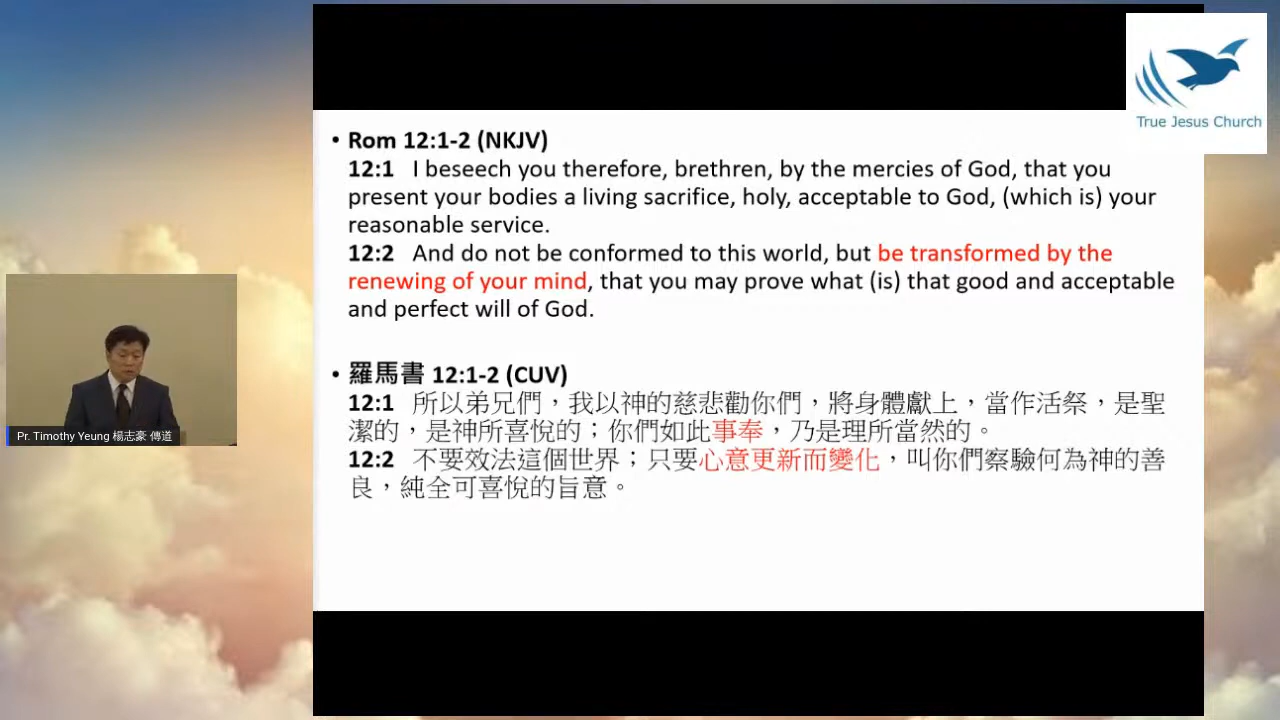 True Jesus Church
• Rom 12:1-2 (NKJV)
12:1 I beseech you therefore, brethren, by the mercies of God, that you
present your bodies a living sacrifice, holy, acceptable to God, (which is) your
reasonable service.
12:2 And do not be conformed to this world, but be transformed by the
renewing of your mind, that you may prove what (is) that good and acceptable
and perfect will of God.
• 羅馬書 12:1-2 (CUV)
12:1 所以弟兄們，我以神的慈悲勸你們，將身體獻上，當作活祭，是聖
潔的，是神所喜悅的；你們如此事奉，乃是理所當然的。
12:2 不要效法這個世界；只要心意更新而變化，叫你們察驗何為神的善
良，純全可喜悅的旨意。
Pr. Timothy Yeung 楊志豪 傳道